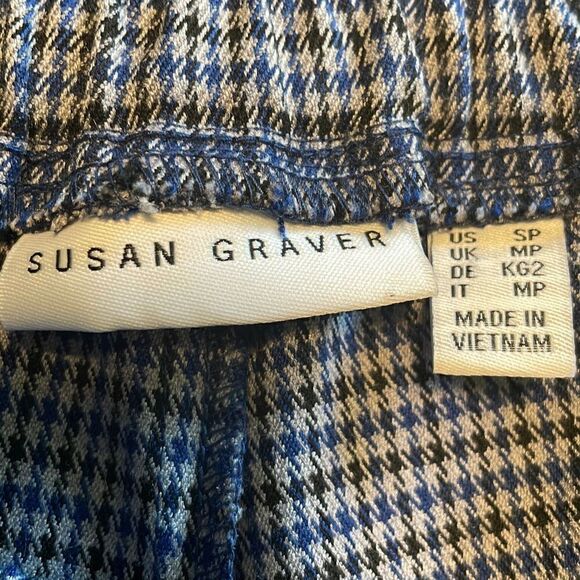 SUSAN GRAVER
US SP
UK MP
DE KG2
IT MP
MADE IN
VIETNAM